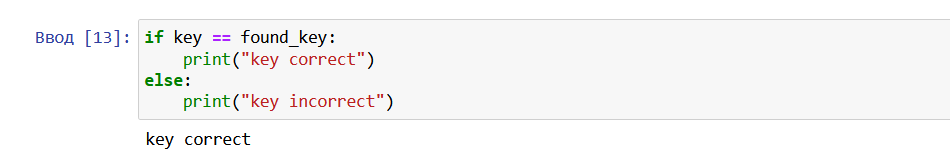 Ввод [13]: if key == found_key:
    print("key correct")
else:
    print("key incorrect")
key correct